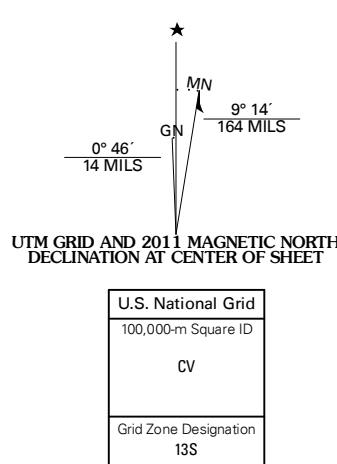 MN
9° 14´
164 MILS
GN
0° 46´
14 MILS
UTM GRID AND 2011 MAGNETIC NORTH
DECLINATION AT CENTER OF SHEET
U.S. National Grid
100,000-m Square ID
CV
Grid Zone Designation
13S